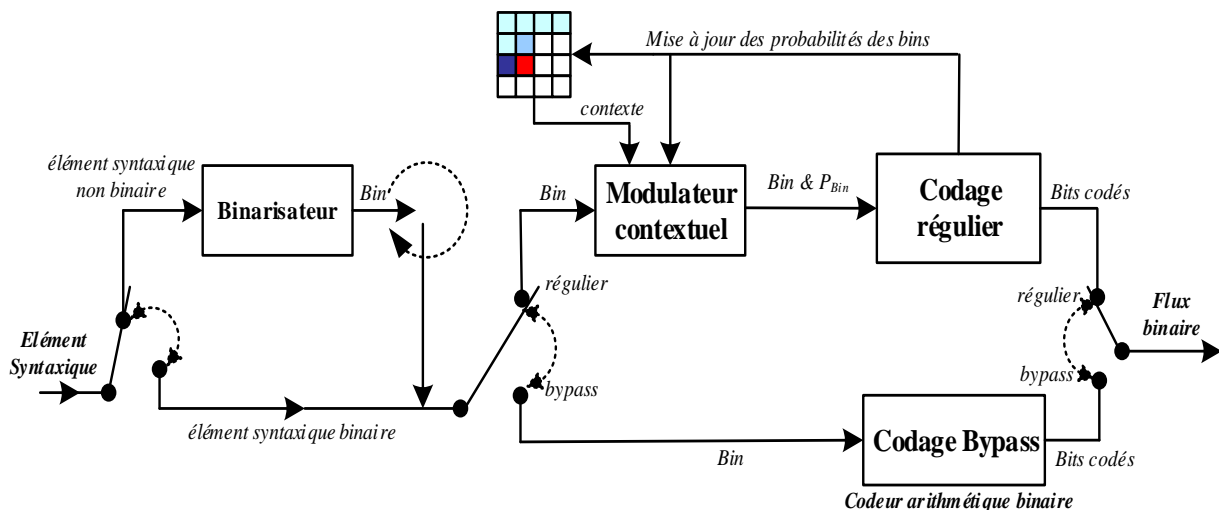 Mise à jour des probabilités des bins
contexte
élément syntaxique
non binaire
Binarisateur
Bin
Bin
Modulateur
contextuel
Bin & P_Bin
Codage
régulier
Bits codés
régulier
régulier
Flux
binaire
Elément
Syntaxique
bypass
bypass
élément syntaxique binaire
Bin
Codage Bypass
Bits codés
Codeur arithmétique binaire